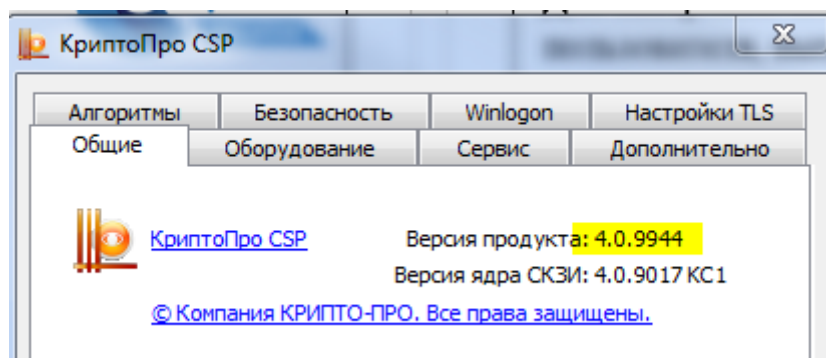 КриптоПро CSP
Алгоритмы Безопасность Winlogon Настройки TLS
Общие Оборудование Сервис Дополнительно
КриптоПро CSP Версия продукта: 4.0.9944
Версия ядра СКЗИ: 4.0.9017 КС1
© Компания КРИПТО-ПРО. Все права защищены.